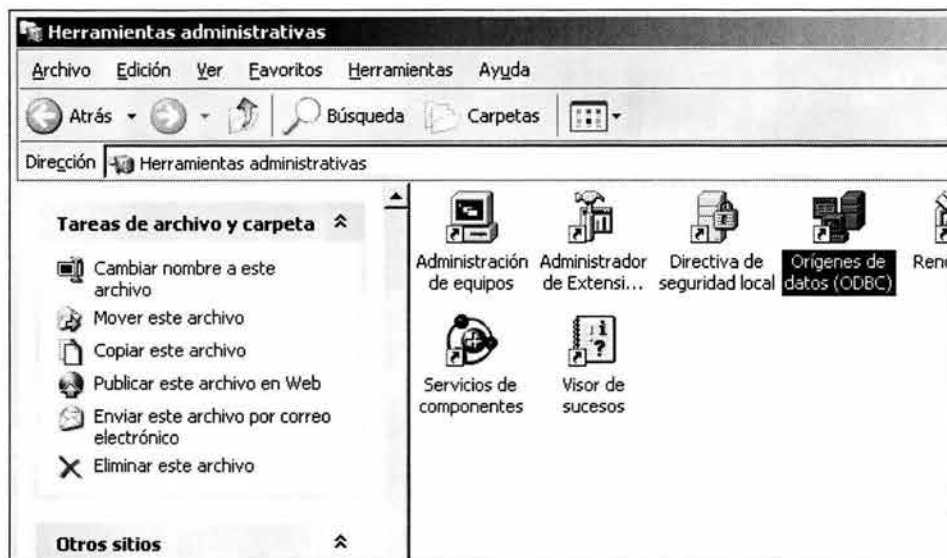 Herramientas administrativas
Archivo Edición Ver Favoritos Herramientas Ayuda
Atrás Búsqueda Carpetas
Dirección Herramientas administrativas
Tareas de archivo y carpeta
Cambiar nombre a este
archivo
Mover este archivo
Copiar este archivo
Publicar este archivo en Web
Enviar este archivo por correo
electrónico
Eliminar este archivo
Otros sitios
Administración
de equipos
Administrador
de Extensi...
Directiva de
seguridad local
Orígenes de
datos (ODBC)
Servicios de
componentes
Visor de
sucesos